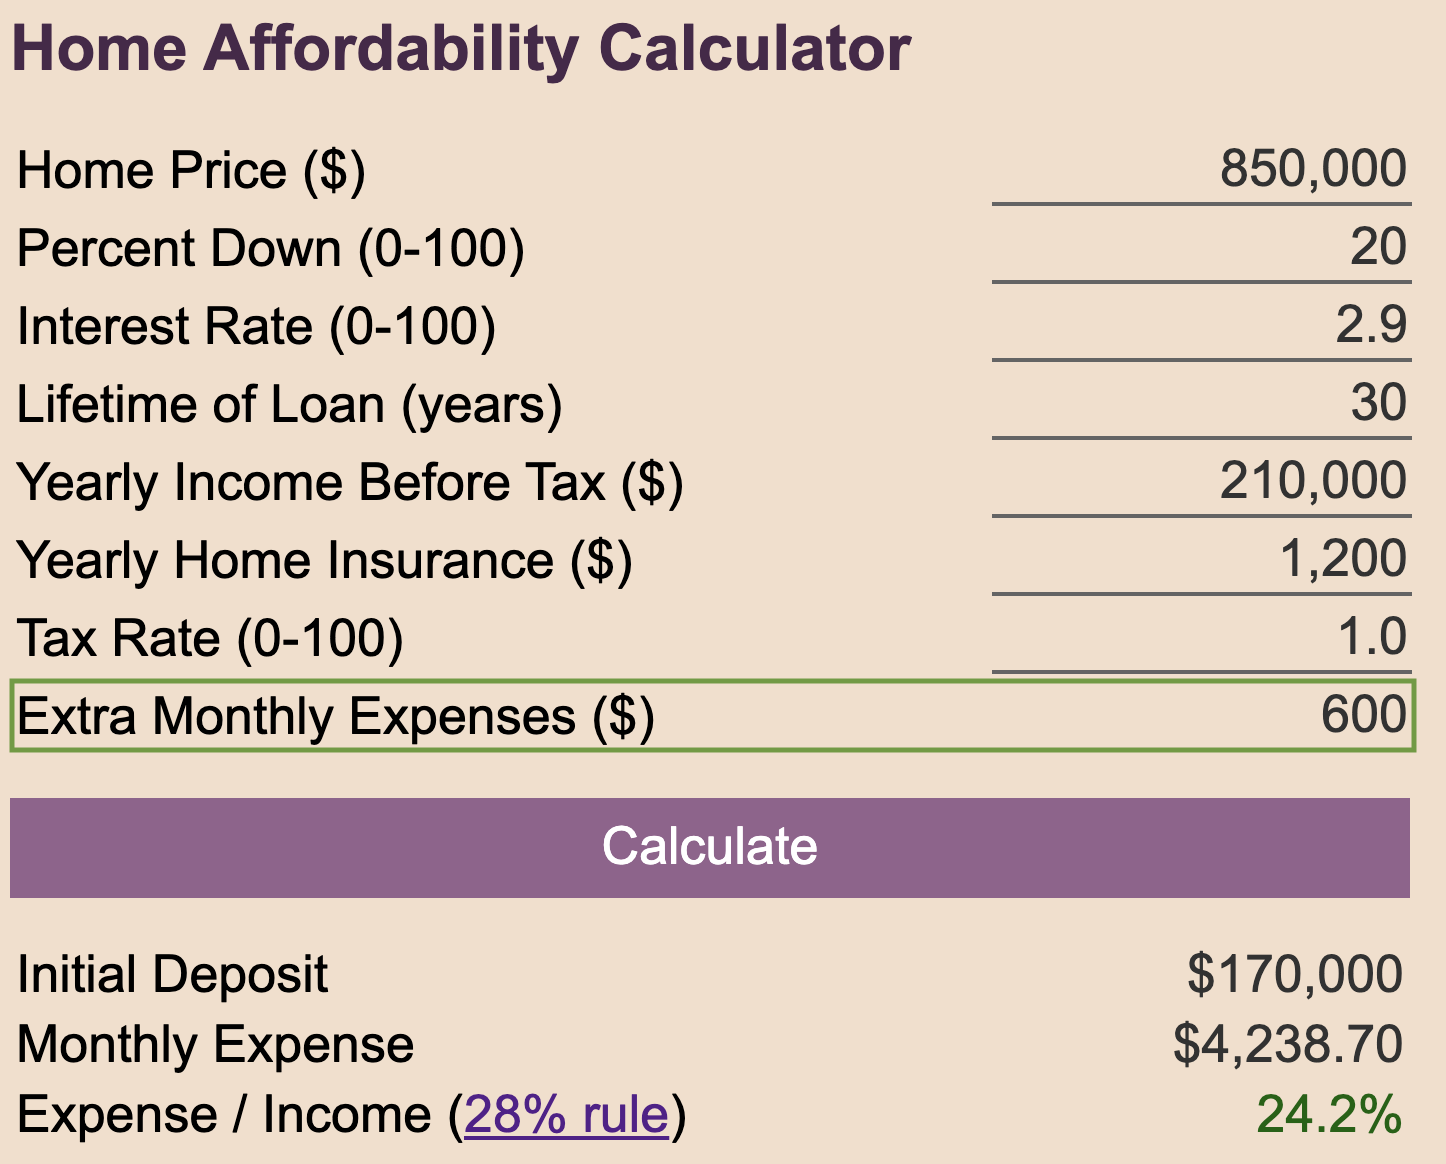 Home Affordability Calculator
Home Price ($) 850,000
Percent Down (0-100) 20
Interest Rate (0-100) 2.9
Lifetime of Loan (years) 30
Yearly Income Before Tax ($) 210,000
Yearly Home Insurance ($) 1,200
Tax Rate (0-100) 1.0
Extra Monthly Expenses ($) 600
Calculate
Initial Deposit $170,000
Monthly Expense $4,238.70
Expense / Income (28% rule) 24.2%